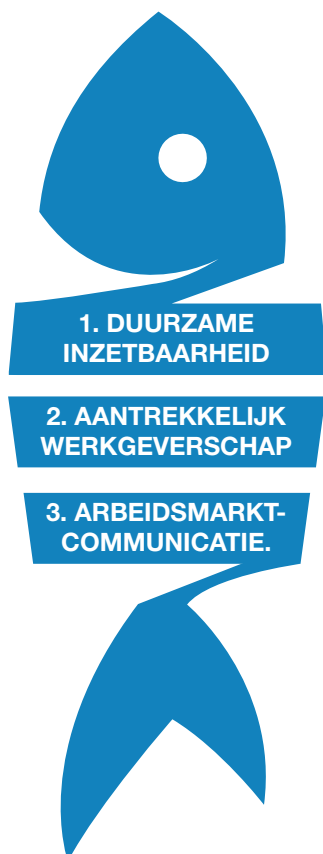 1. DUURZAME
INZETBAARHEID
2. AANTREKKELIJK
WERKGEVERSCHAP
3. ARBEIDSMARKT-
COMMUNICATIE.